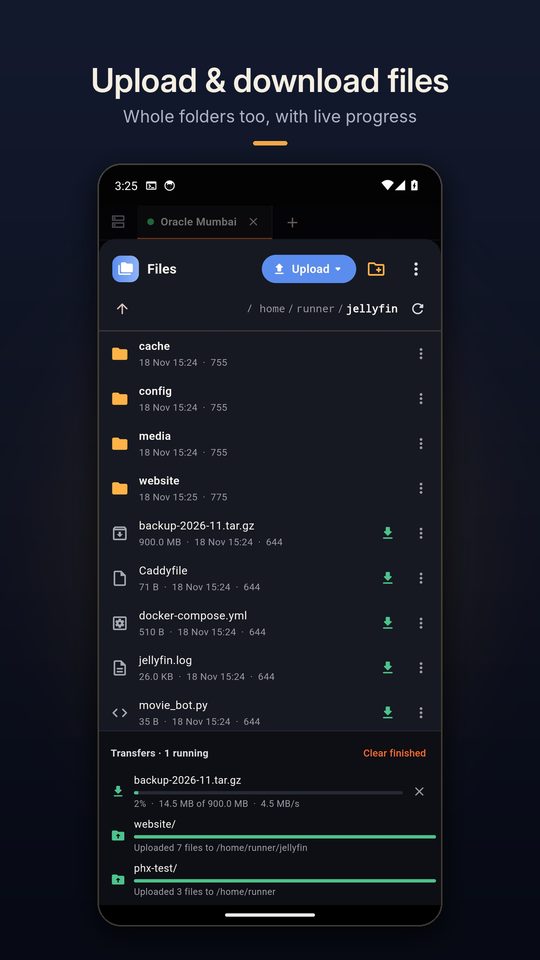 Upload & download files
Whole folders too, with live progress
3:25
Oracle Mumbai
Files
Upload
/ home / runner / jellyfin
cache
18 Nov 15:24 · 755
config
18 Nov 15:24 · 755
media
18 Nov 15:24 · 755
website
18 Nov 15:25 · 775
backup-2026-11.tar.gz
900.0 MB · 18 Nov 15:24 · 644
Caddyfile
71 B · 18 Nov 15:24 · 644
docker-compose.yml
510 B · 18 Nov 15:24 · 644
jellyfin.log
26.0 KB · 18 Nov 15:24 · 644
movie_bot.py
35 B · 18 Nov 15:24 · 644
Transfers · 1 running
Clear finished
backup-2026-11.tar.gz
2% · 14.5 MB of 900.0 MB · 4.5 MB/s
website/
Uploaded 7 files to /home/runner/jellyfin
phx-test/
Uploaded 3 files to /home/runner